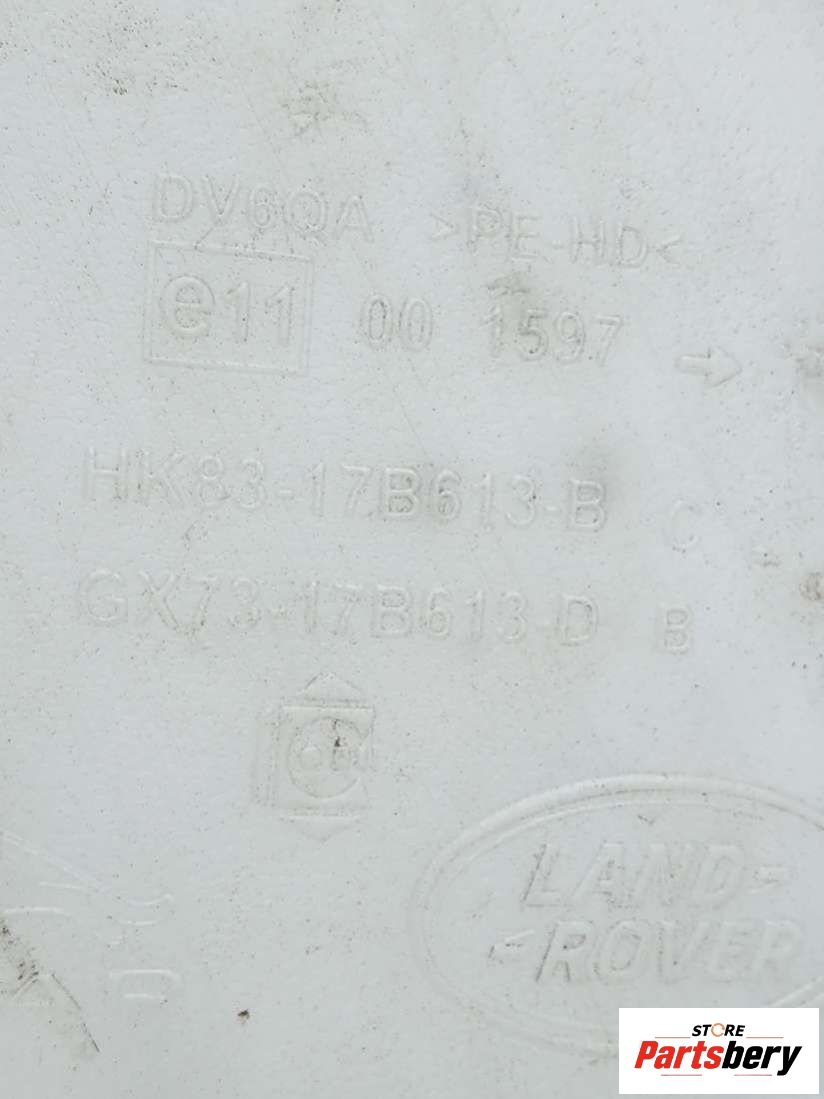 DV6QA >PE-HD<
e11 00 1597
HK83-17B613-B C
GX73-17B613-D B
LAND-
-ROVER
STORE
Partsbery